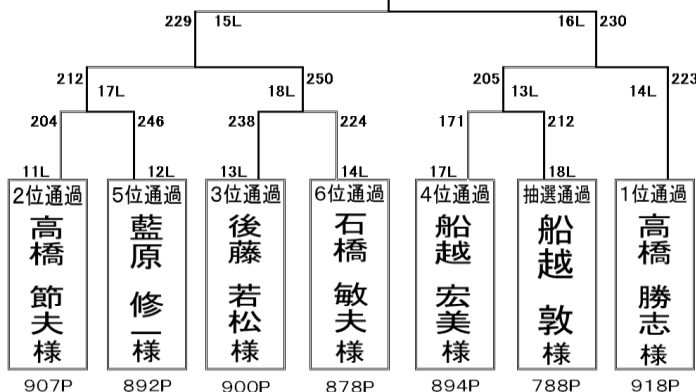 229 15L 16L 230
212 250 205 223
17L 18L 13L 14L
204 246 238 224 171 212
11L 12L 13L 14L 17L 18L
2位通過 5位通過 3位通過 6位通過 4位通過 抽選通過 1位通過
高橋 節夫 様
藍原 修一 様
後藤 若松 様
石橋 敏夫 様
船越 宏美 様
船越 敦 様
高橋 勝志 様
907P 892P 900P 878P 894P 788P 918P